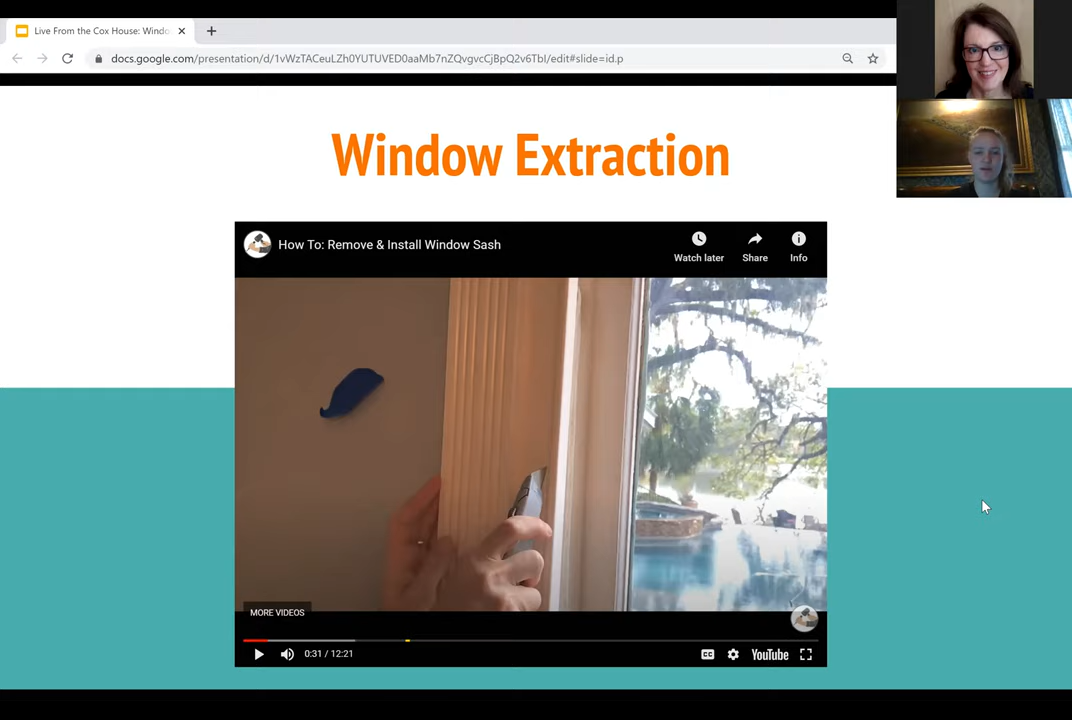 Live From the Cox House: Windo
docs.google.com/presentation/d/1vWzTACeuLZh0YUTUVED0aaMb7nZQvgvcCjBpQ2v6TbI/edit#slide=id.p
Window Extraction
How To: Remove & Install Window Sash
Watch later
Share
Info
MORE VIDEOS
0:31 / 12:21
CC
YouTube